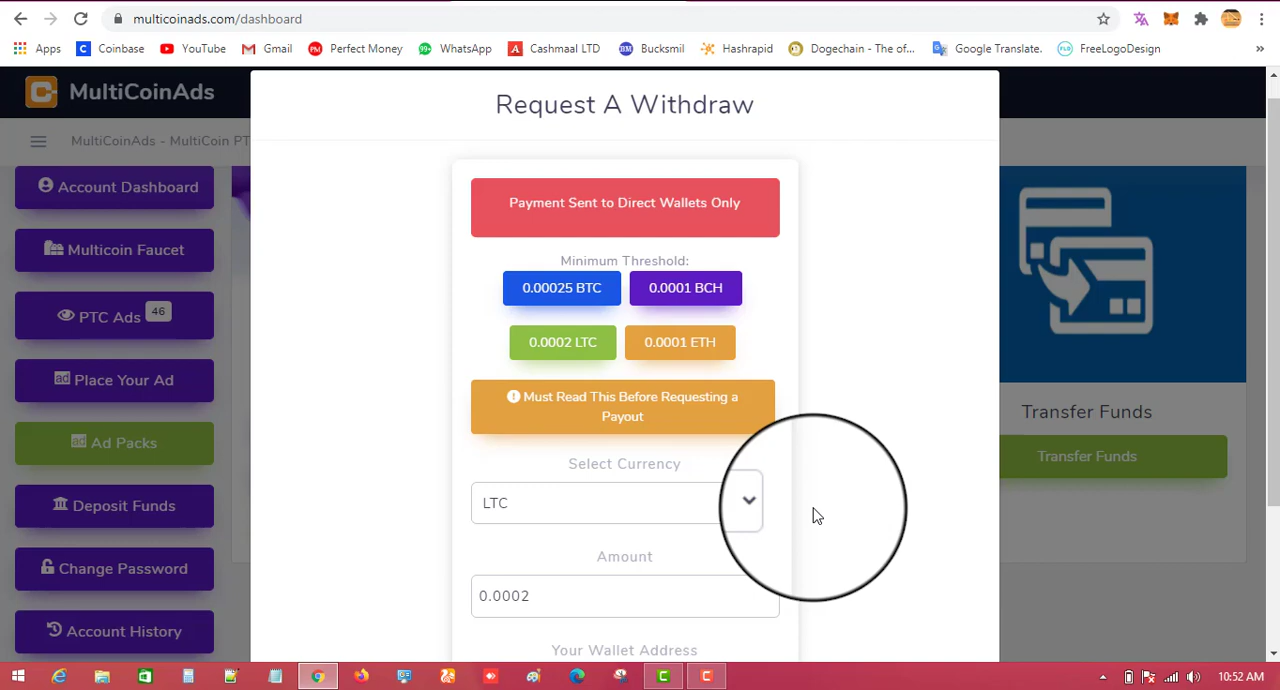 multicoinads.com/dashboard
Apps Coinbase YouTube Gmail Perfect Money WhatsApp Cashmaal LTD Bucksmil Hashrapid Dogechain - The of... Google Translate. FreeLogoDesign »
MultiCoinAds
Request A Withdraw
MultiCoinAds - MultiCoin PT
Account Dashboard
Multicoin Faucet
PTC Ads 46
Place Your Ad
Ad Packs
Deposit Funds
Change Password
Account History
Payment Sent to Direct Wallets Only
Minimum Threshold:
0.00025 BTC 0.0001 BCH
0.0002 LTC 0.0001 ETH
Must Read This Before Requesting a
Payout
Select Currency
LTC
Amount
0.0002
Your Wallet Address
Transfer Funds
Transfer Funds
10:52 AM